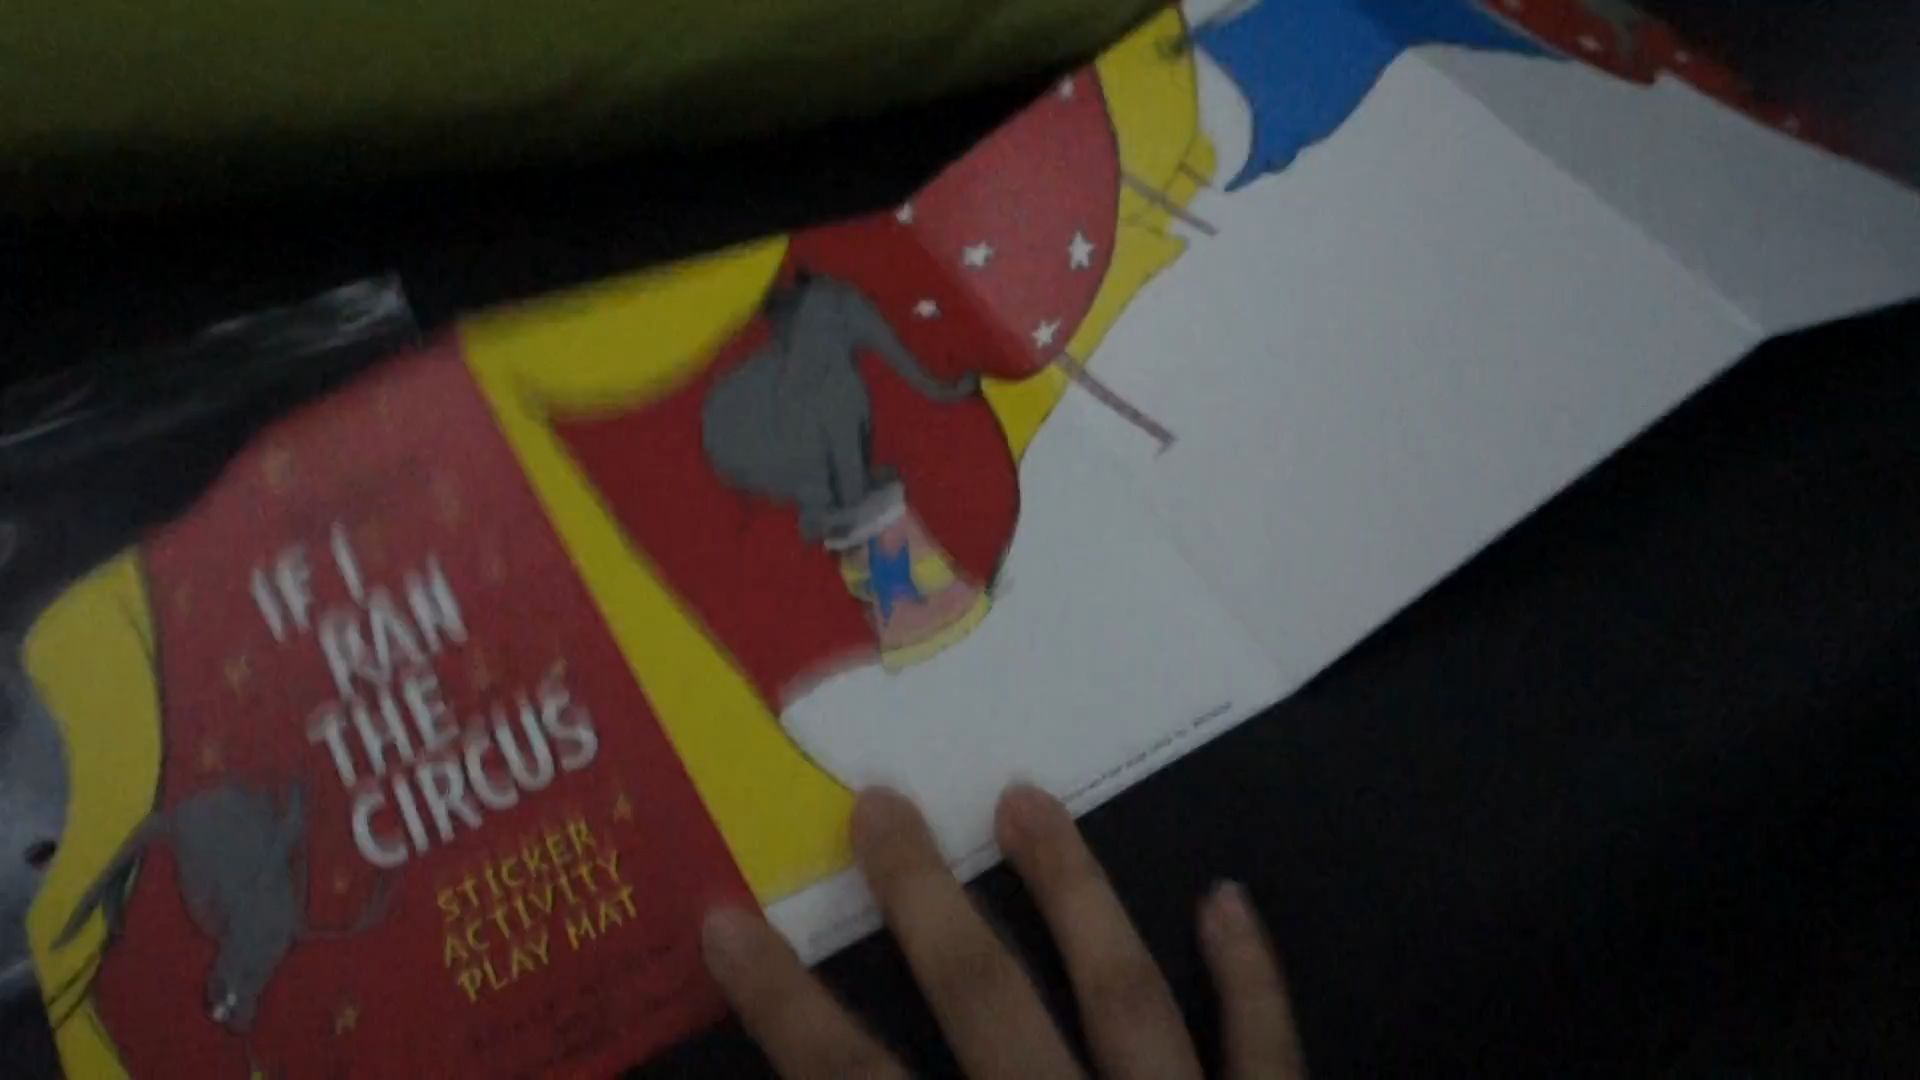 IF I
RAN
THE
CIRCUS
STICKER
ACTIVITY
PLAY MAT